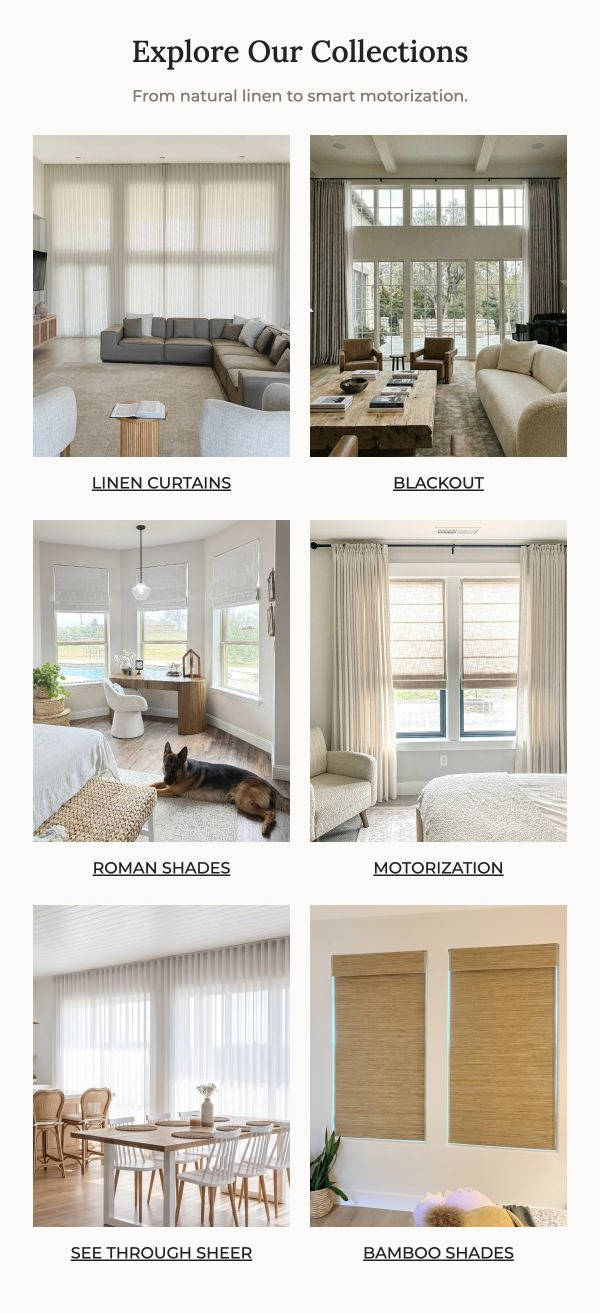 Explore Our Collections
From natural linen to smart motorization.
LINEN CURTAINS
BLACKOUT
ROMAN SHADES
MOTORIZATION
SEE THROUGH SHEER
BAMBOO SHADES